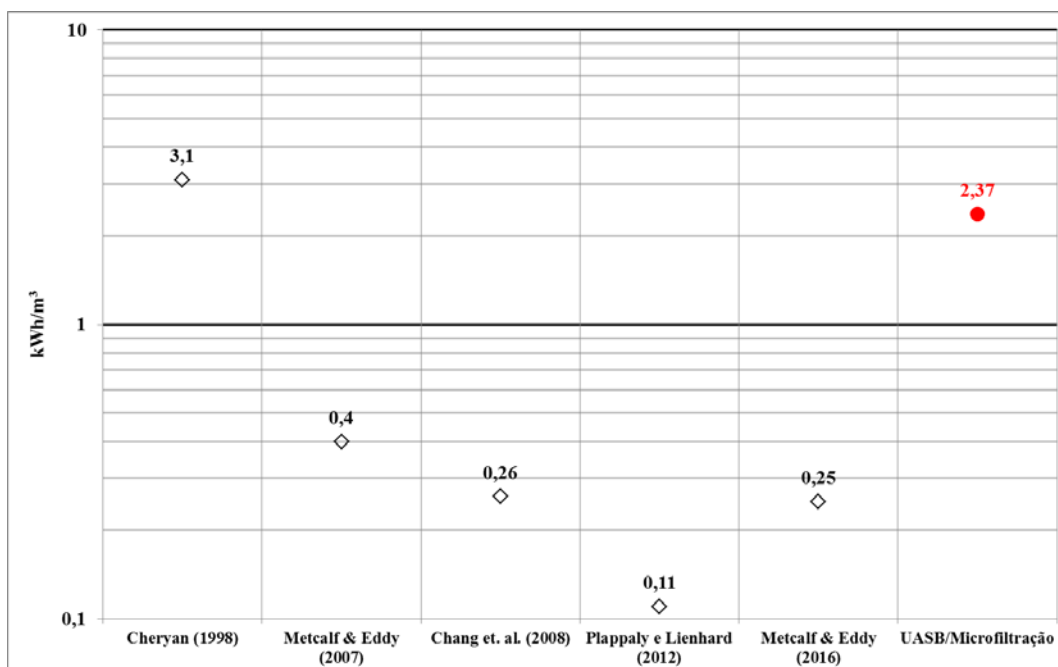 10
3,1
2,37
kWh/m³
1
0,4
0,26
0,25
0,11
0,1
Cheryan (1998)
Metcalf & Eddy
(2007)
Chang et. al. (2008)
Plappaly e Lienhard
(2012)
Metcalf & Eddy
(2016)
UASB/Microfiltração